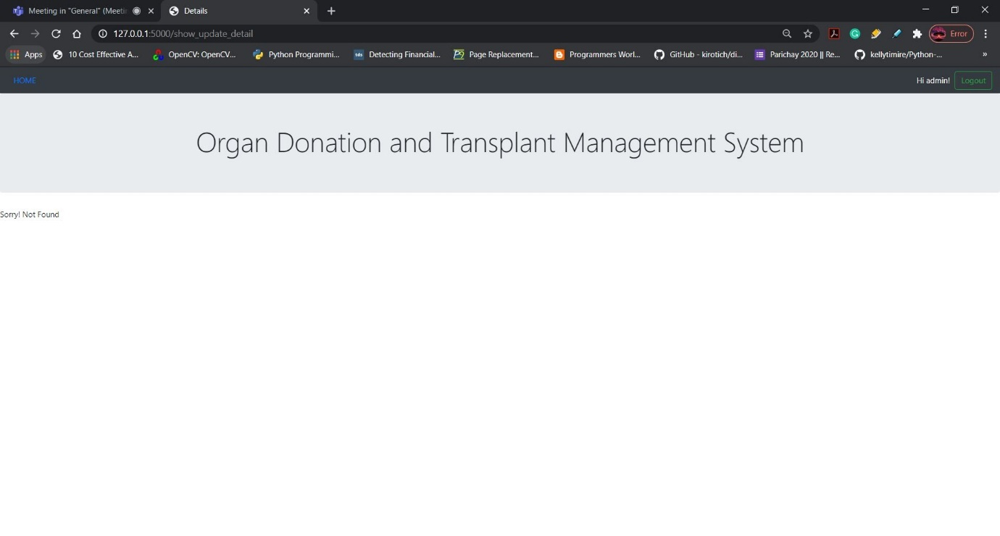 Meeting in "General" (Meetin
Details
127.0.0.1:5000/show_update_detail
Error
Apps
10 Cost Effective A...
OpenCV: OpenCV...
Python Programmi...
tds
Detecting Financial...
Page Replacement...
Programmers Worl...
GitHub - kirotich/di...
Parichay 2020 || Re...
kellytimire/Python-...
»
HOME
Hi admin!
Logout
Organ Donation and Transplant Management System
Sorry! Not Found